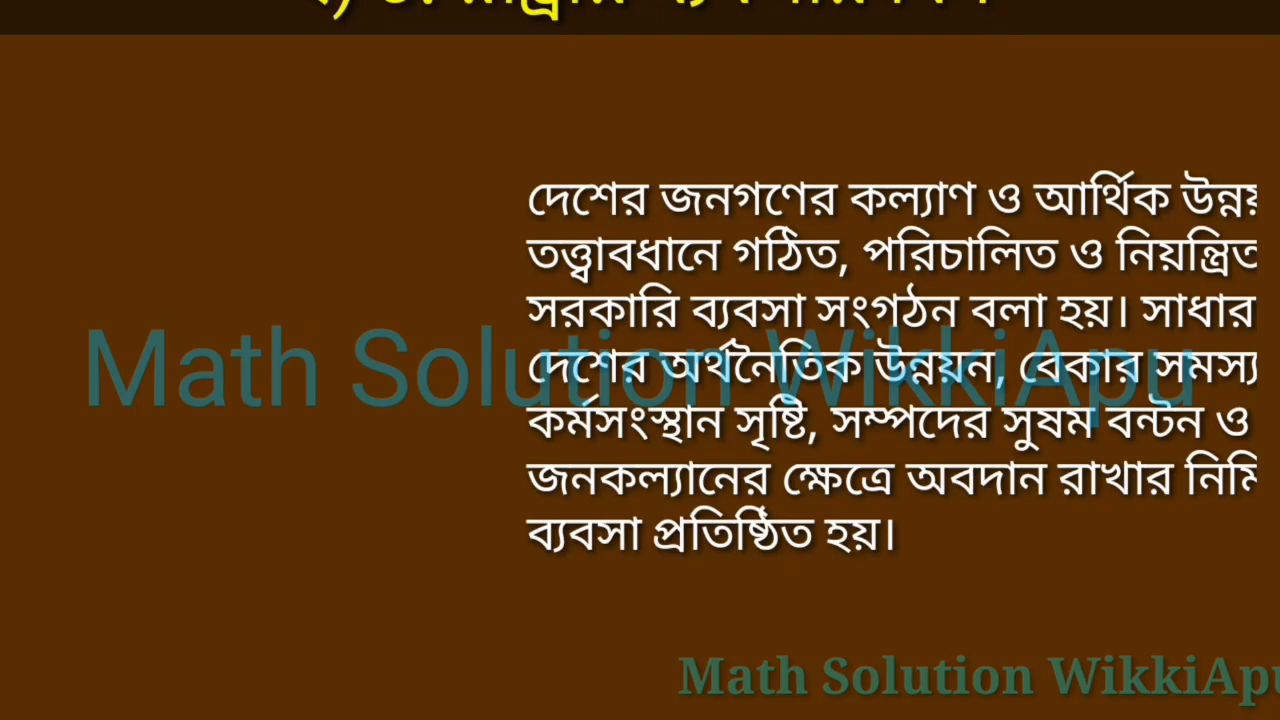 দেশের জনগণের কল্যাণ ও আর্থিক
তত্ত্বাবধানে গঠিত, পরিচালিত ও নিয়ন্ত্রিত
সরকারি ব্যবসা সংগঠন বলা হয়। সাধার
দেশের অর্থনৈতিক উন্নয়ন, বেকার সমস্য
Math Solution WikkiApu
কর্মসংস্থান সৃষ্টি, সম্পদের সুষম বন্টন ও
জনকল্যানের ক্ষেত্রে অবদান রাখার
ব্যবসা প্রতিষ্ঠিত হয়।
Math Solution WikkiApu